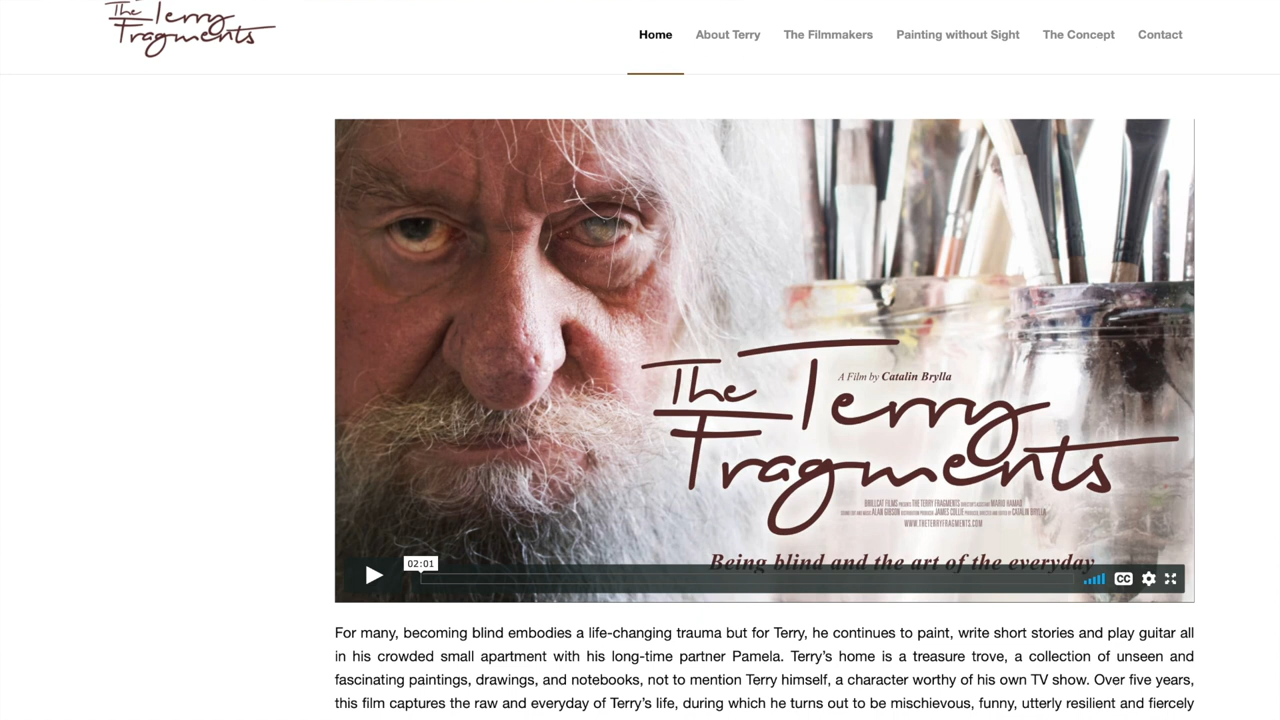 The Terry
Fragments
Home About Terry The Filmmakers Painting without Sight The Concept Contact
A Film by Catalin Brylla
The Terry
Fragments
WWW.THETERRYFRAGMENTS.COM
Being blind and the art of the everyday
02:01
CC
For many, becoming blind embodies a life-changing trauma but for Terry, he continues to paint, write short stories and play guitar all
in his crowded small apartment with his long-time partner Pamela. Terry’s home is a treasure trove, a collection of unseen and
fascinating paintings, drawings, and notebooks, not to mention Terry himself, a character worthy of his own TV show. Over five years,
this film captures the raw and everyday of Terry’s life, during which he turns out to be mischievous, funny, utterly resilient and fiercely